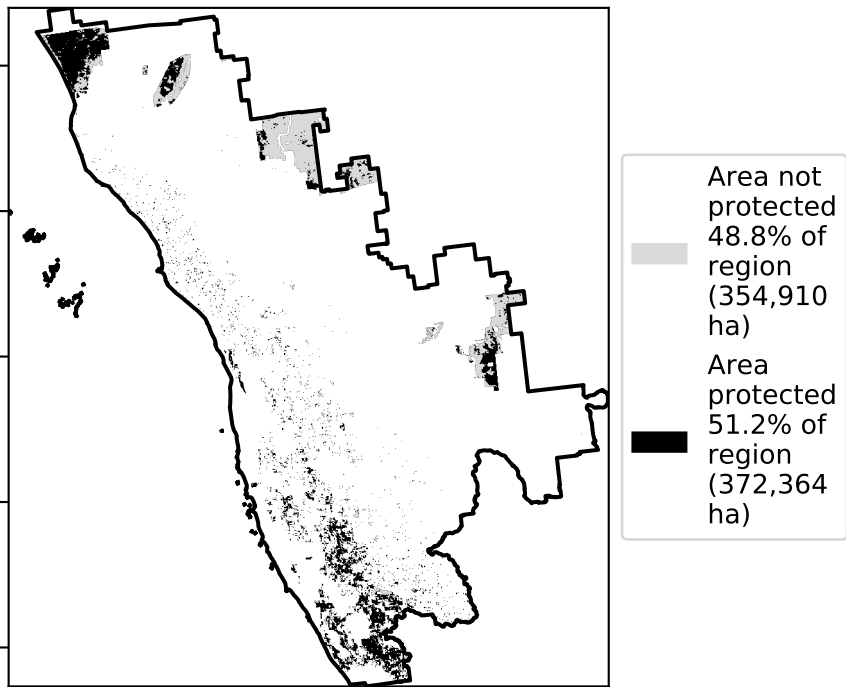 Area not
protected
48.8% of
region
(354,910
ha)
Area
protected
51.2% of
region
(372,364
ha)